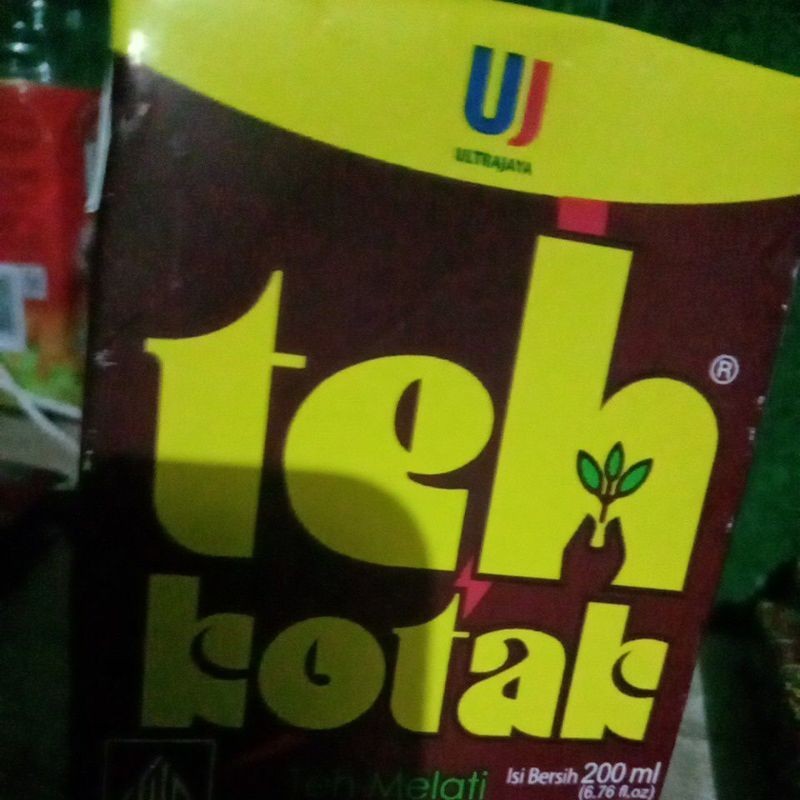 UJ
ULTRAJAYA
teh
®
kotak
Teh Melati
Isi Bersih 200 ml
(6.76 fl.oz)